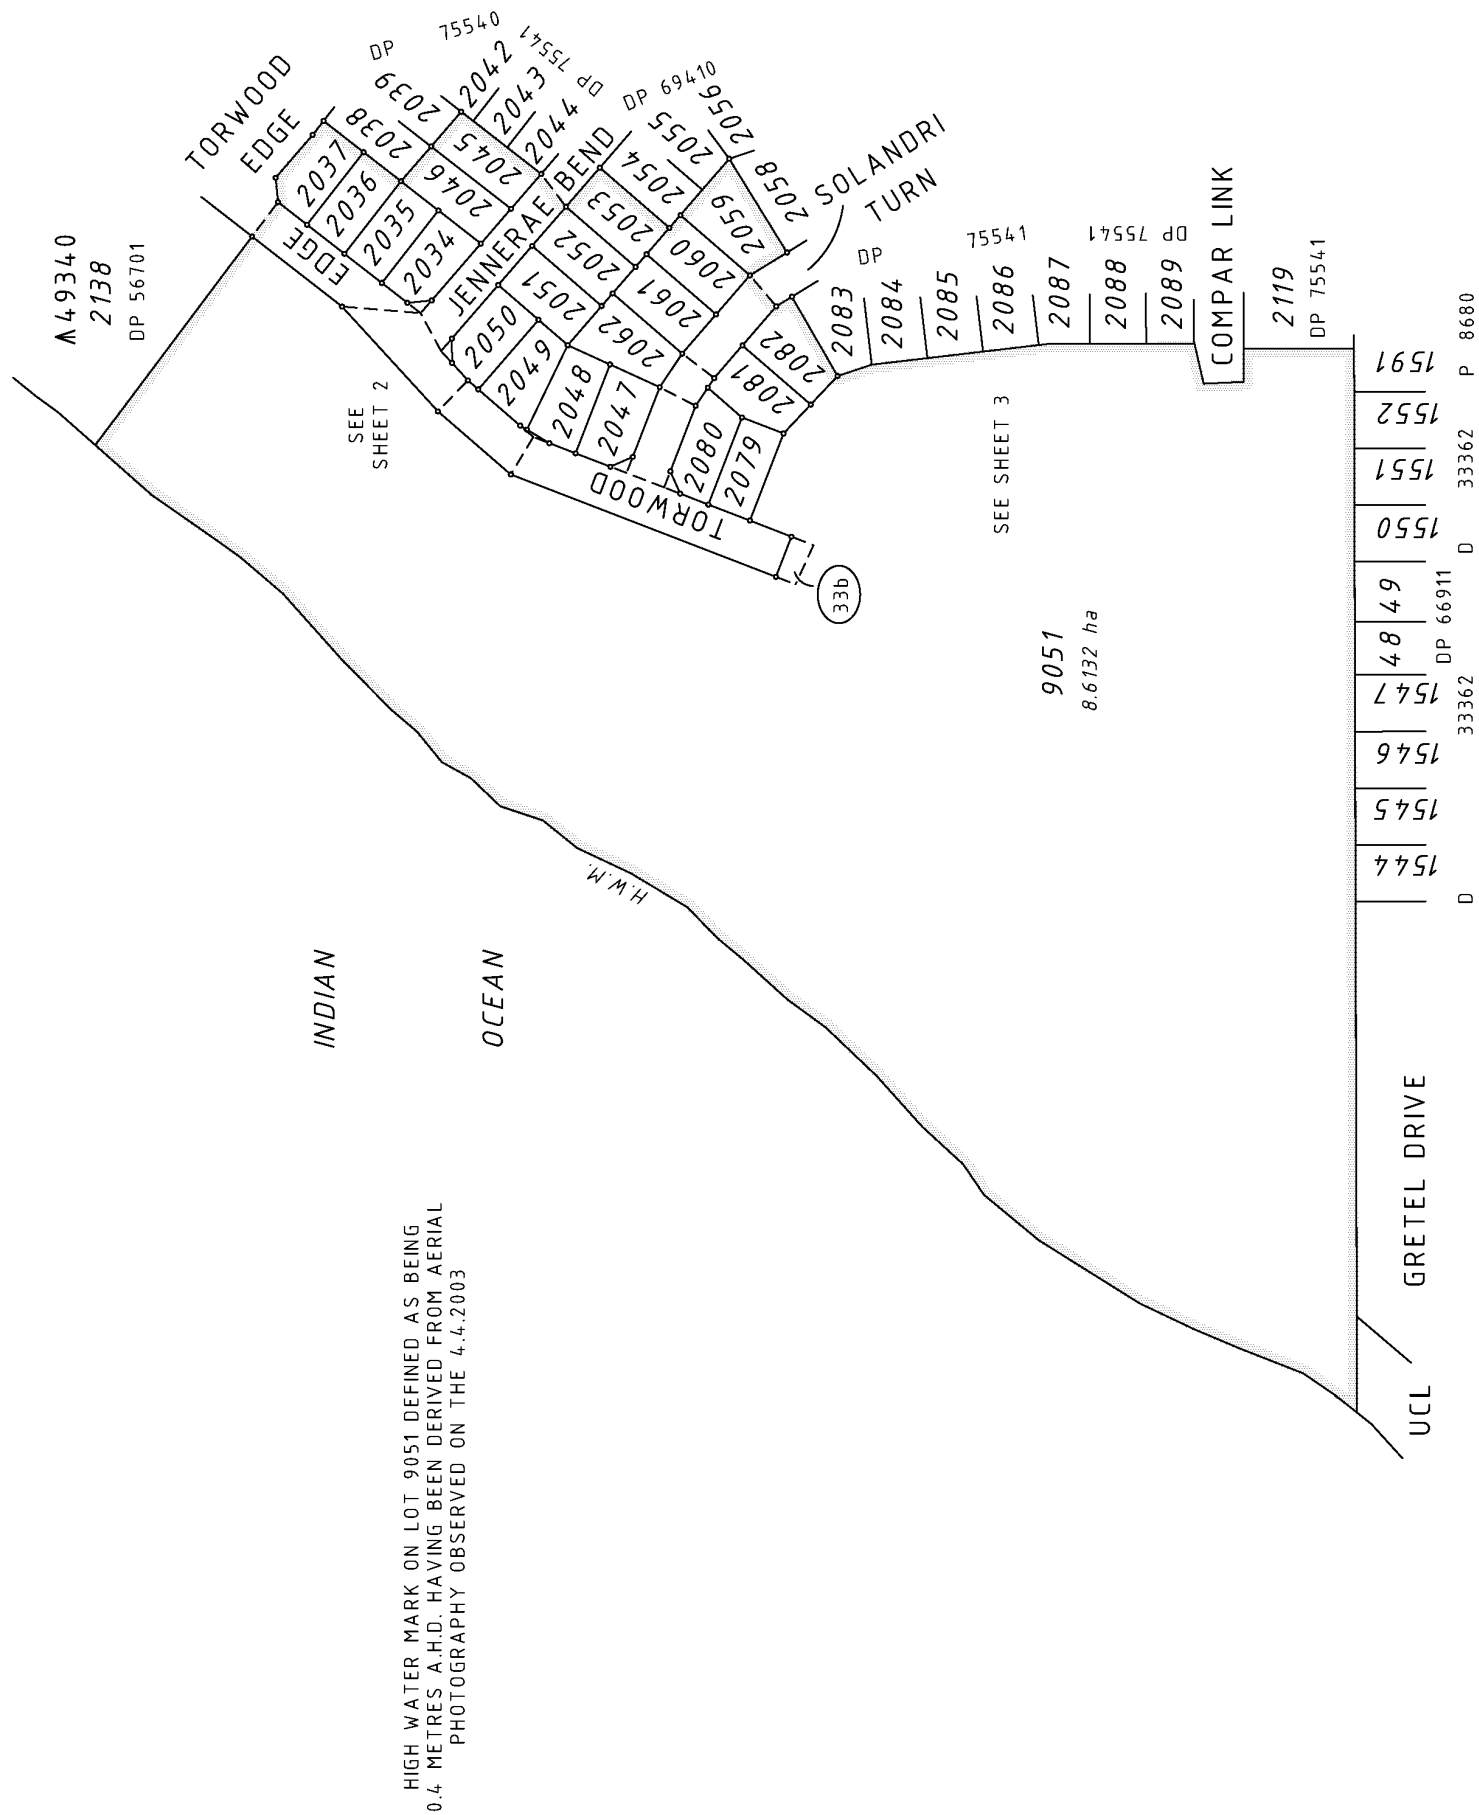 ⩚ 49340
2138
DP 56701
TORWOOD
EDGE
DP 75540
2037
2038
2039
2042
2036
2043
DP 75541
2035
2046
2045
2044
EDGE
2034
JENNERAE BEND
DP 69410
2053
2054
2055
2056
2052
2051
2050
2049
2048
2047
2062
2061
2060
2059
2058
SOLANDRI
TURN
SEE
SHEET 2
TORWOOD
2080
2079
2081
2082
33b
DP 75541
2083
2084
2085
2086
2087
2088
2089
DP 75541
COMPAR LINK
2119
DP 75541
SEE SHEET 3
9051
8.6132 ha
INDIAN
OCEAN
H.W.M.
1591
1552
1551
1550
49
48
1547
1546
1545
1544
D 33362 D 33362 P 8680
DP 66911
GRETEL DRIVE
UCL
HIGH WATER MARK ON LOT 9051 DEFINED AS BEING
0.4 METRES A.H.D. HAVING BEEN DERIVED FROM AERIAL
PHOTOGRAPHY OBSERVED ON THE 4.4.2003